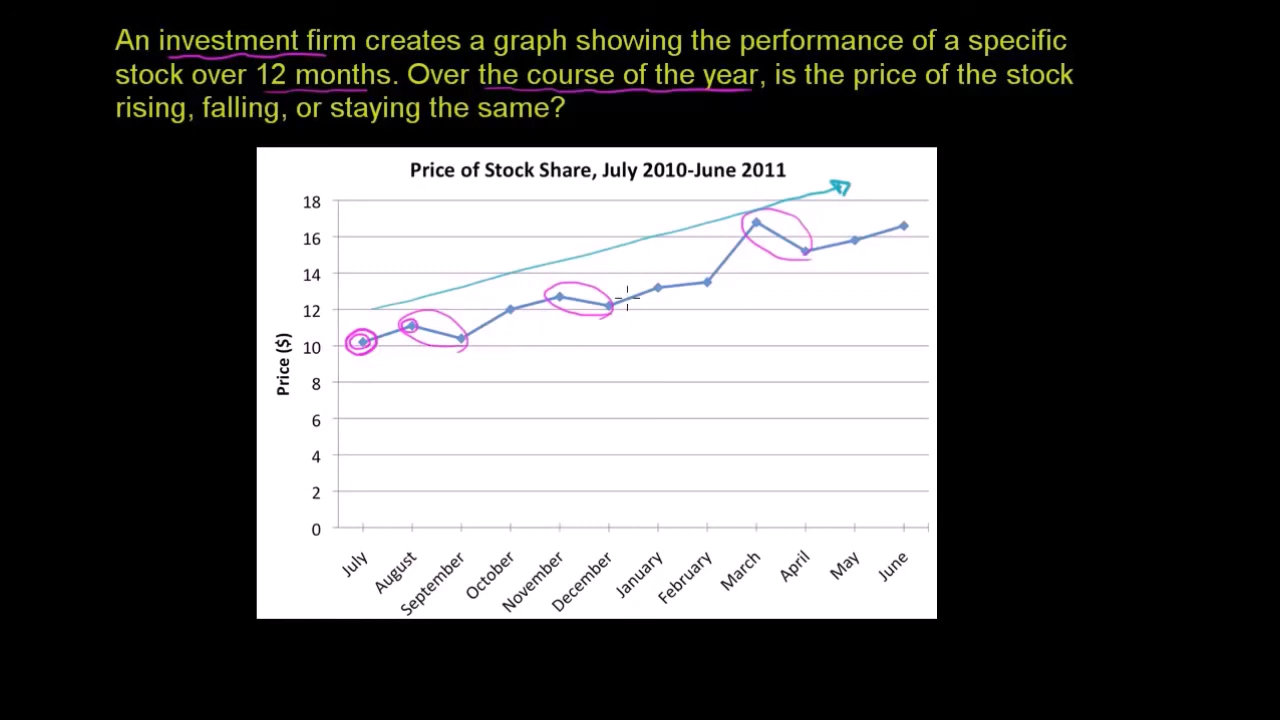 An investment firm creates a graph showing the performance of a specific
stock over 12 months. Over the course of the year, is the price of the stock
rising, falling, or staying the same?
Price of Stock Share, July 2010-June 2011
18
16
14
12
10
8
6
4
2
0
Price ($)
July
August
September
October
November
December
January
February
March
April
May
June